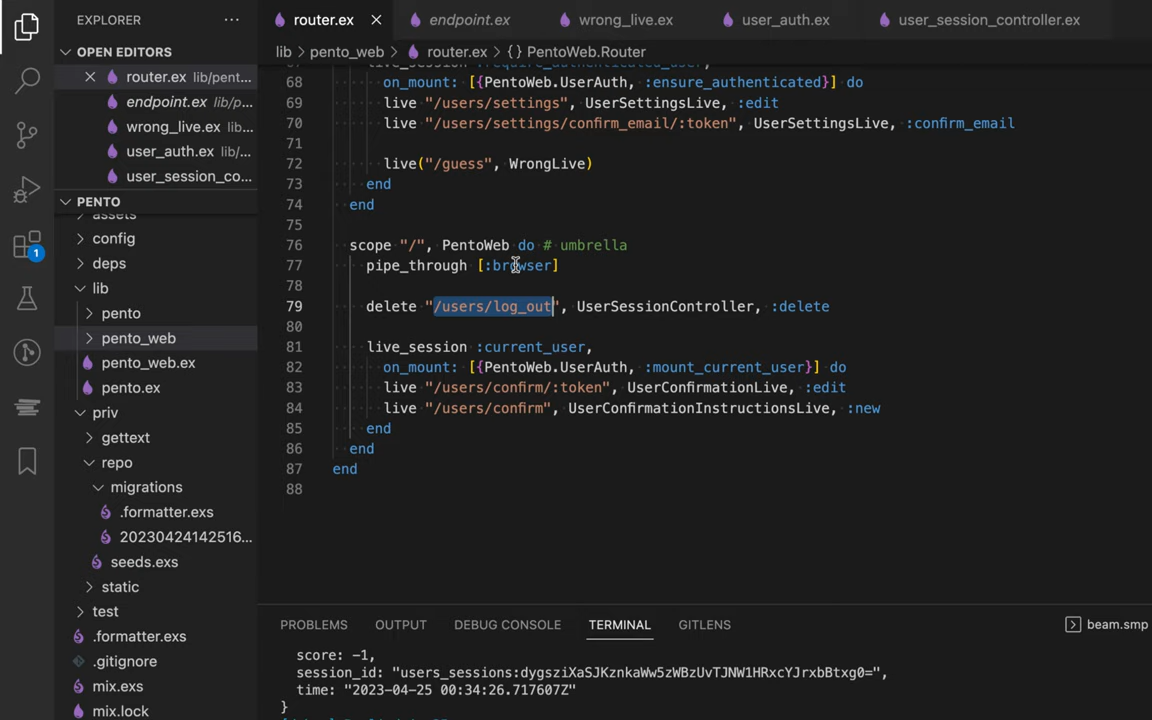 EXPLORER
OPEN EDITORS
router.ex lib/pent...
endpoint.ex lib/p...
wrong_live.ex lib...
user_auth.ex lib/...
user_session_co...
PENTO
assets
config
deps
lib
pento
pento_web
pento_web.ex
pento.ex
priv
gettext
repo
migrations
.formatter.exs
20230424142516...
seeds.exs
static
test
.formatter.exs
.gitignore
mix.exs
mix.lock
1
router.ex
endpoint.ex
wrong_live.ex
user_auth.ex
user_session_controller.ex
lib > pento_web > router.ex > {} PentoWeb.Router
67 live_session :require_authenticated_user,
68 on_mount: [{PentoWeb.UserAuth, :ensure_authenticated}] do
69 live "/users/settings", UserSettingsLive, :edit
70 live "/users/settings/confirm_email/:token", UserSettingsLive, :confirm_email
71
72 live("/guess", WrongLive)
73 end
74 end
75
76 scope "/", PentoWeb do # umbrella
77 pipe_through [:browser]
78
79 delete "/users/log_out", UserSessionController, :delete
80
81 live_session :current_user,
82 on_mount: [{PentoWeb.UserAuth, :mount_current_user}] do
83 live "/users/confirm/:token", UserConfirmationLive, :edit
84 live "/users/confirm", UserConfirmationInstructionsLive, :new
85 end
86 end
87 end
88
PROBLEMS OUTPUT DEBUG CONSOLE TERMINAL GITLENS
beam.smp
score: -1,
session_id: "users_sessions:dygsziXaSJKznkaWw5zWBzUvTJNW1HRxcYJrxbBtxg0=",
time: "2023-04-25 00:34:26.717607Z"
}